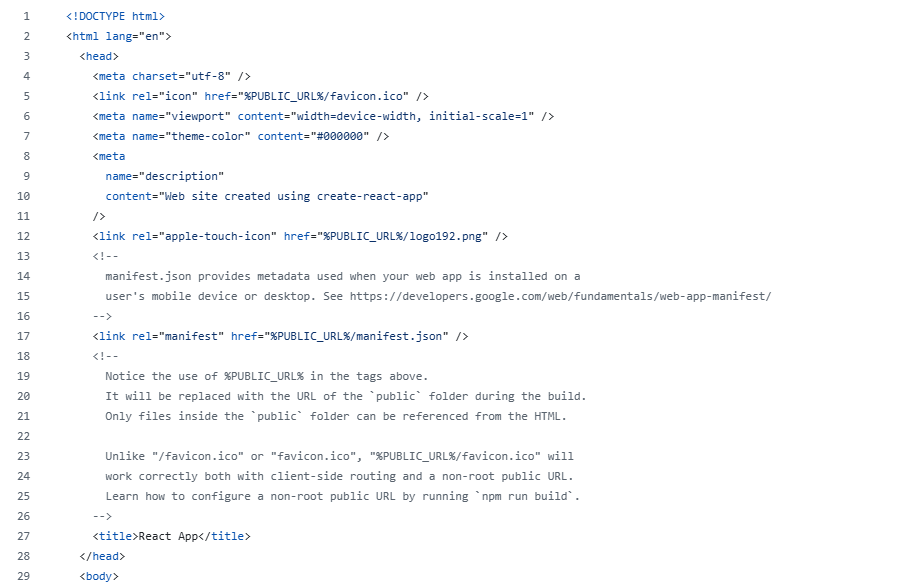 1 <!DOCTYPE html>
2 <html lang="en">
3 <head>
4 <meta charset="utf-8" />
5 <link rel="icon" href="%PUBLIC_URL%/favicon.ico" />
6 <meta name="viewport" content="width=device-width, initial-scale=1" />
7 <meta name="theme-color" content="#000000" />
8 <meta
9 name="description"
10 content="Web site created using create-react-app"
11 />
12 <link rel="apple-touch-icon" href="%PUBLIC_URL%/logo192.png" />
13 <!--
14 manifest.json provides metadata used when your web app is installed on a
15 user's mobile device or desktop. See https://developers.google.com/web/fundamentals/web-app-manifest/
16 -->
17 <link rel="manifest" href="%PUBLIC_URL%/manifest.json" />
18 <!--
19 Notice the use of %PUBLIC_URL% in the tags above.
20 It will be replaced with the URL of the `public` folder during the build.
21 Only files inside the `public` folder can be referenced from the HTML.
22
23 Unlike "/favicon.ico" or "favicon.ico", "%PUBLIC_URL%/favicon.ico" will
24 work correctly both with client-side routing and a non-root public URL.
25 Learn how to configure a non-root public URL by running `npm run build`.
26 -->
27 <title>React App</title>
28 </head>
29 <body>